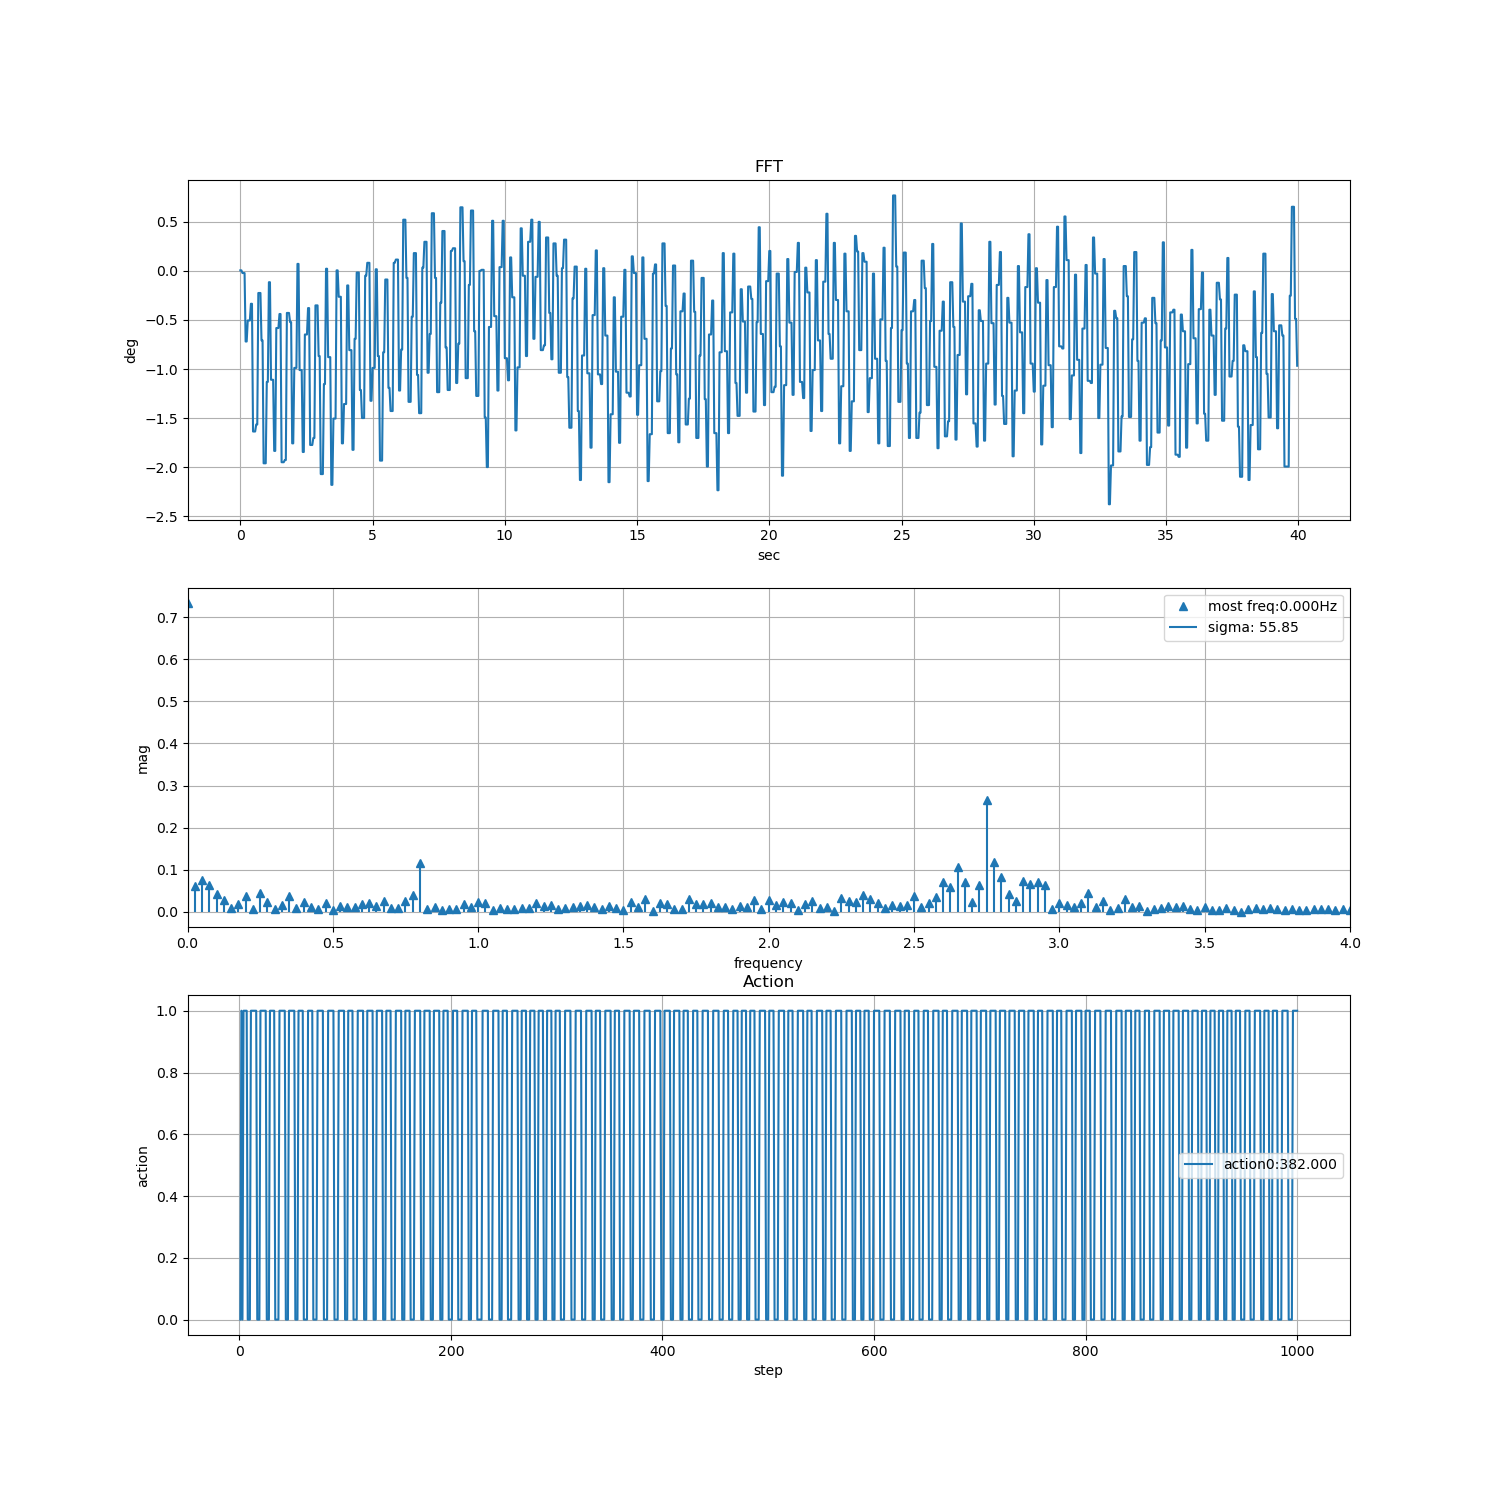 FFT
0.5
0.0
−0.5
−1.0
−1.5
−2.0
−2.5
deg
0 5 10 15 20 25 30 35 40
sec
0.7
0.6
0.5
0.4
0.3
0.2
0.1
0.0
mag
most freq:0.000Hz
sigma: 55.85
0.0 0.5 1.0 1.5 2.0 2.5 3.0 3.5 4.0
frequency
Action
1.0
0.8
0.6
0.4
0.2
0.0
action
action0:382.000
0 200 400 600 800 1000
step